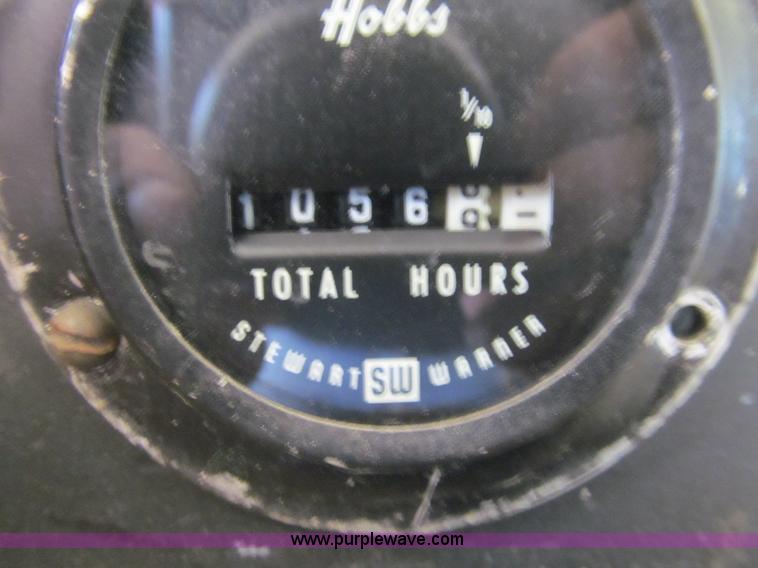 Hobbs
1/10
1056
TOTAL HOURS
STEWART SW WARNER
www.purplewave.com